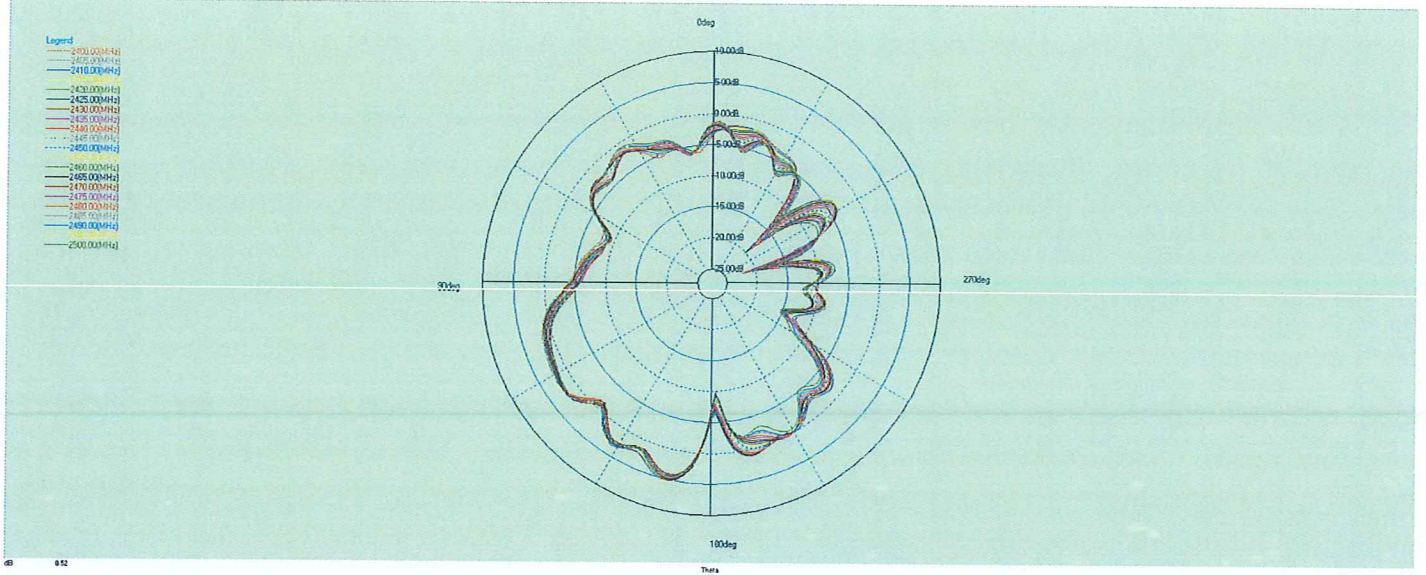 Legend
2400.00(MHz)
2405.00(MHz)
2410.00(MHz)
2420.00(MHz)
2425.00(MHz)
2430.00(MHz)
2435.00(MHz)
2440.00(MHz)
2445.00(MHz)
2450.00(MHz)
2460.00(MHz)
2465.00(MHz)
2470.00(MHz)
2475.00(MHz)
2480.00(MHz)
2485.00(MHz)
2490.00(MHz)
2500.00(MHz)
0deg
10.00dB
5.00dB
0.00dB
5.00dB
10.00dB
15.00dB
20.00dB
25.00dB
90deg
270deg
180deg
Theta
dB 0.52